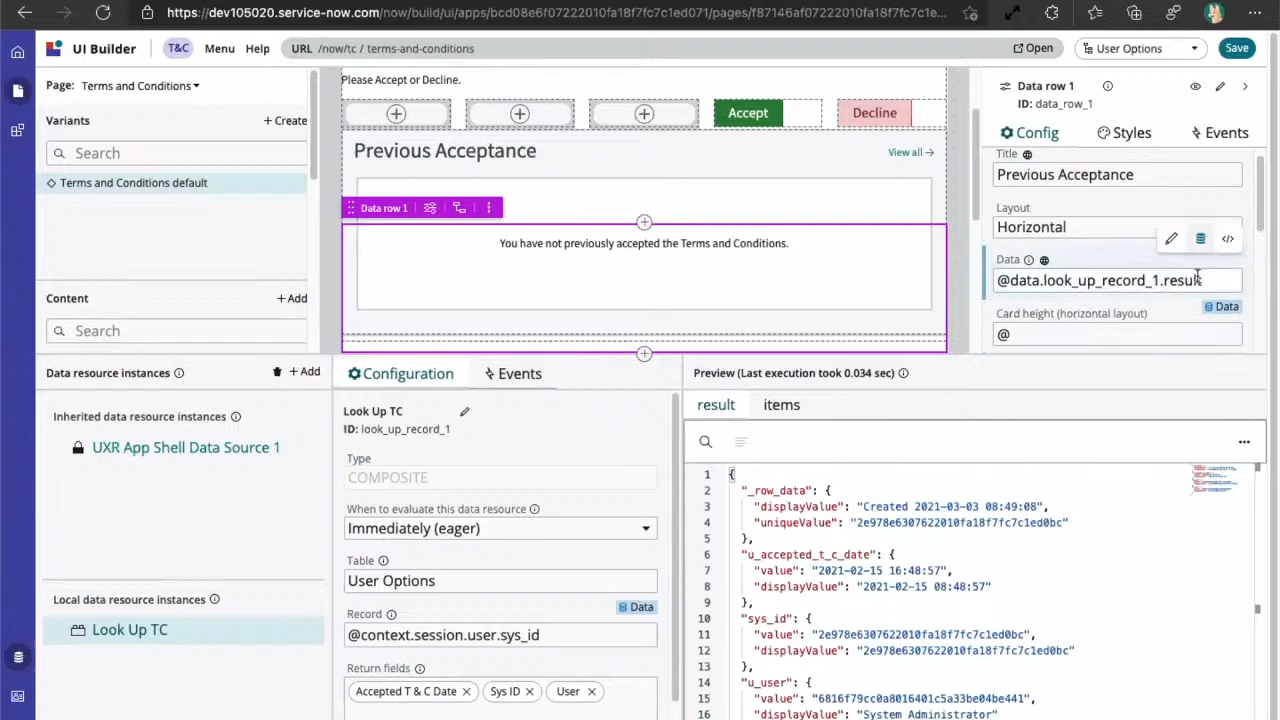 https://dev105020.service-now.com/now/build/ui/apps/bcd08e6f07222010fa18f7fc7c1ed071/pages/f87146af07222010fa18f7fc7c1e...
UI Builder
T&C
Menu
Help
URL /now/tc / terms-and-conditions
Open
User Options
Save
Page: Terms and Conditions
Variants
+ Create
Search
Terms and Conditions default
Content
+ Add
Search
Please Accept or Decline.
Accept
Decline
Previous Acceptance
View all
Data row 1
You have not previously accepted the Terms and Conditions.
Data row 1
ID: data_row_1
Config
Styles
Events
Title
Previous Acceptance
Layout
Horizontal
Data
@data.look_up_record_1.result
Data
Card height (horizontal layout)
@
Data resource instances
+ Add
Inherited data resource instances
UXR App Shell Data Source 1
Local data resource instances
Look Up TC
Configuration
Events
Look Up TC
ID: look_up_record_1
Type
COMPOSITE
When to evaluate this data resource
Immediately (eager)
Table
User Options
Record
Data
@context.session.user.sys_id
Return fields
Accepted T & C Date ×
Sys ID ×
User ×
Preview (Last execution took 0.034 sec)
result
items
1 {
2 "_row_data": {
3 "displayValue": "Created 2021-03-03 08:49:08",
4 "uniqueValue": "2e978e6307622010fa18f7fc7c1ed0bc"
5 },
6 "u_accepted_t_c_date": {
7 "value": "2021-02-15 16:48:57",
8 "displayValue": "2021-02-15 08:48:57"
9 },
10 "sys_id": {
11 "value": "2e978e6307622010fa18f7fc7c1ed0bc",
12 "displayValue": "2e978e6307622010fa18f7fc7c1ed0bc"
13 },
14 "u_user": {
15 "value": "6816f79cc0a8016401c5a33be04be441",
16 "displayValue": "System Administrator"